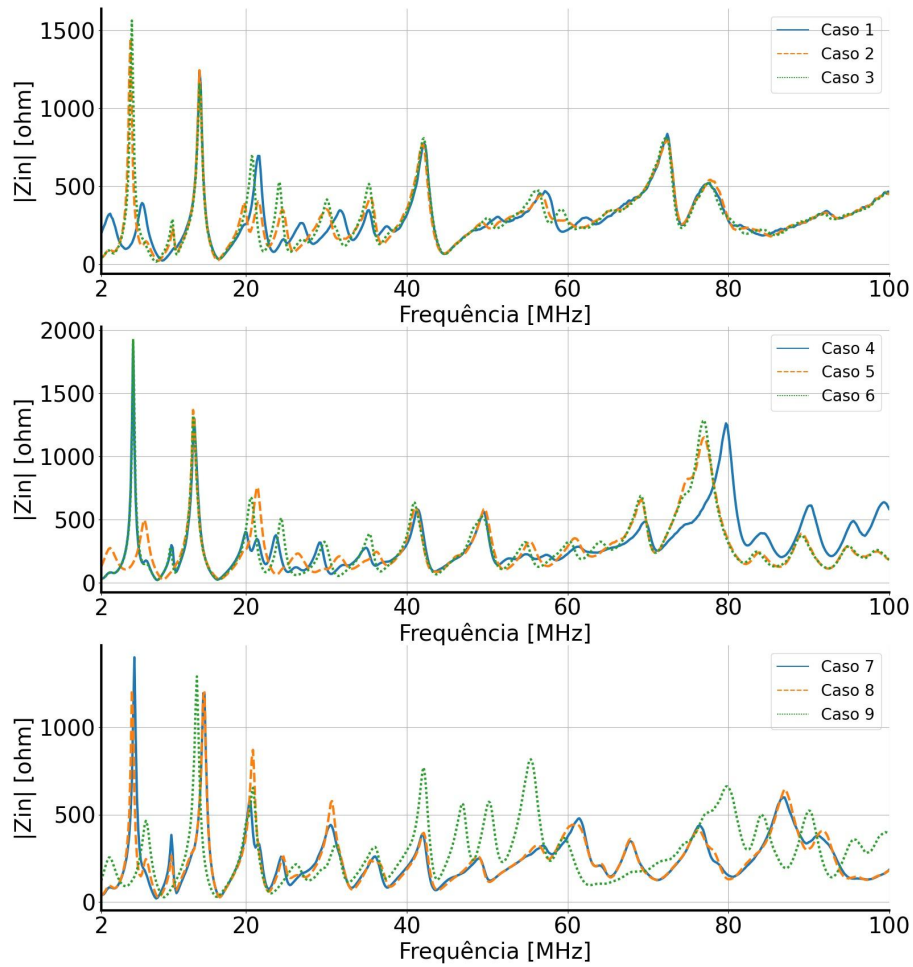 1500
1000
500
0
|Zin| [ohm]
Caso 1
Caso 2
Caso 3
2 20 40 60 80 100
Frequência [MHz]
2000
1500
1000
500
0
|Zin| [ohm]
Caso 4
Caso 5
Caso 6
2 20 40 60 80 100
Frequência [MHz]
1000
500
0
|Zin| [ohm]
Caso 7
Caso 8
Caso 9
2 20 40 60 80 100
Frequência [MHz]